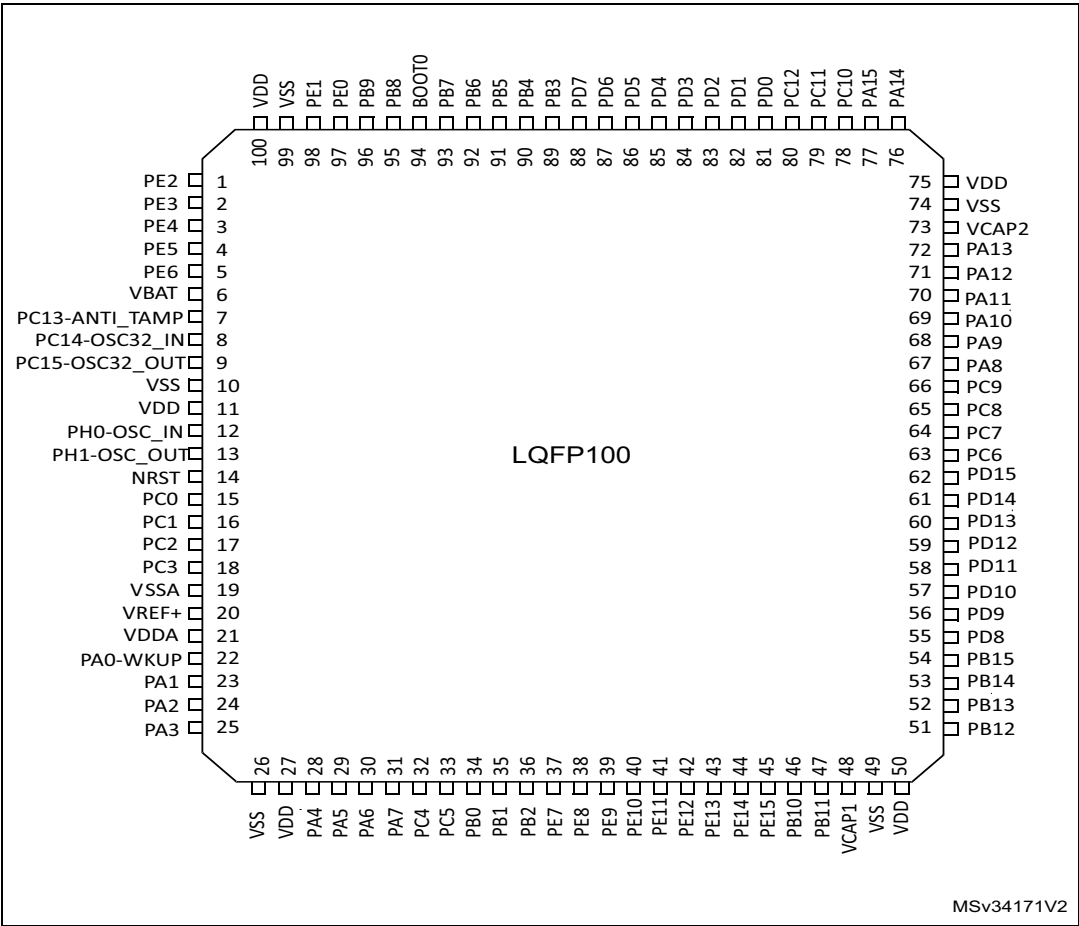 VDD VSS PE1 PE0 PB9 PB8 BOOT0 PB7 PB6 PB5 PB4 PB3 PD7 PD6 PD5 PD4 PD3 PD2 PD1 PD0 PC12 PC11 PC10 PA15 PA14
100 99 98 97 96 95 94 93 92 91 90 89 88 87 86 85 84 83 82 81 80 79 78 77 76
PE2 1 75 VDD
PE3 2 74 VSS
PE4 3 73 VCAP2
PE5 4 72 PA13
PE6 5 71 PA12
VBAT 6 70 PA11
PC13-ANTI_TAMP 7 69 PA10
PC14-OSC32_IN 8 68 PA9
PC15-OSC32_OUT 9 67 PA8
VSS 10 66 PC9
VDD 11 65 PC8
PH0-OSC_IN 12 64 PC7
PH1-OSC_OUT 13 LQFP100 63 PC6
NRST 14 62 PD15
PC0 15 61 PD14
PC1 16 60 PD13
PC2 17 59 PD12
PC3 18 58 PD11
VSSA 19 57 PD10
VREF+ 20 56 PD9
VDDA 21 55 PD8
PA0-WKUP 22 54 PB15
PA1 23 53 PB14
PA2 24 52 PB13
PA3 25 51 PB12
26 27 28 29 30 31 32 33 34 35 36 37 38 39 40 41 42 43 44 45 46 47 48 49 50
VSS VDD PA4 PA5 PA6 PA7 PC4 PC5 PB0 PB1 PB2 PE7 PE8 PE9 PE10 PE11 PE12 PE13 PE14 PE15 PB10 PB11 VCAP1 VSS VDD
MSv34171V2